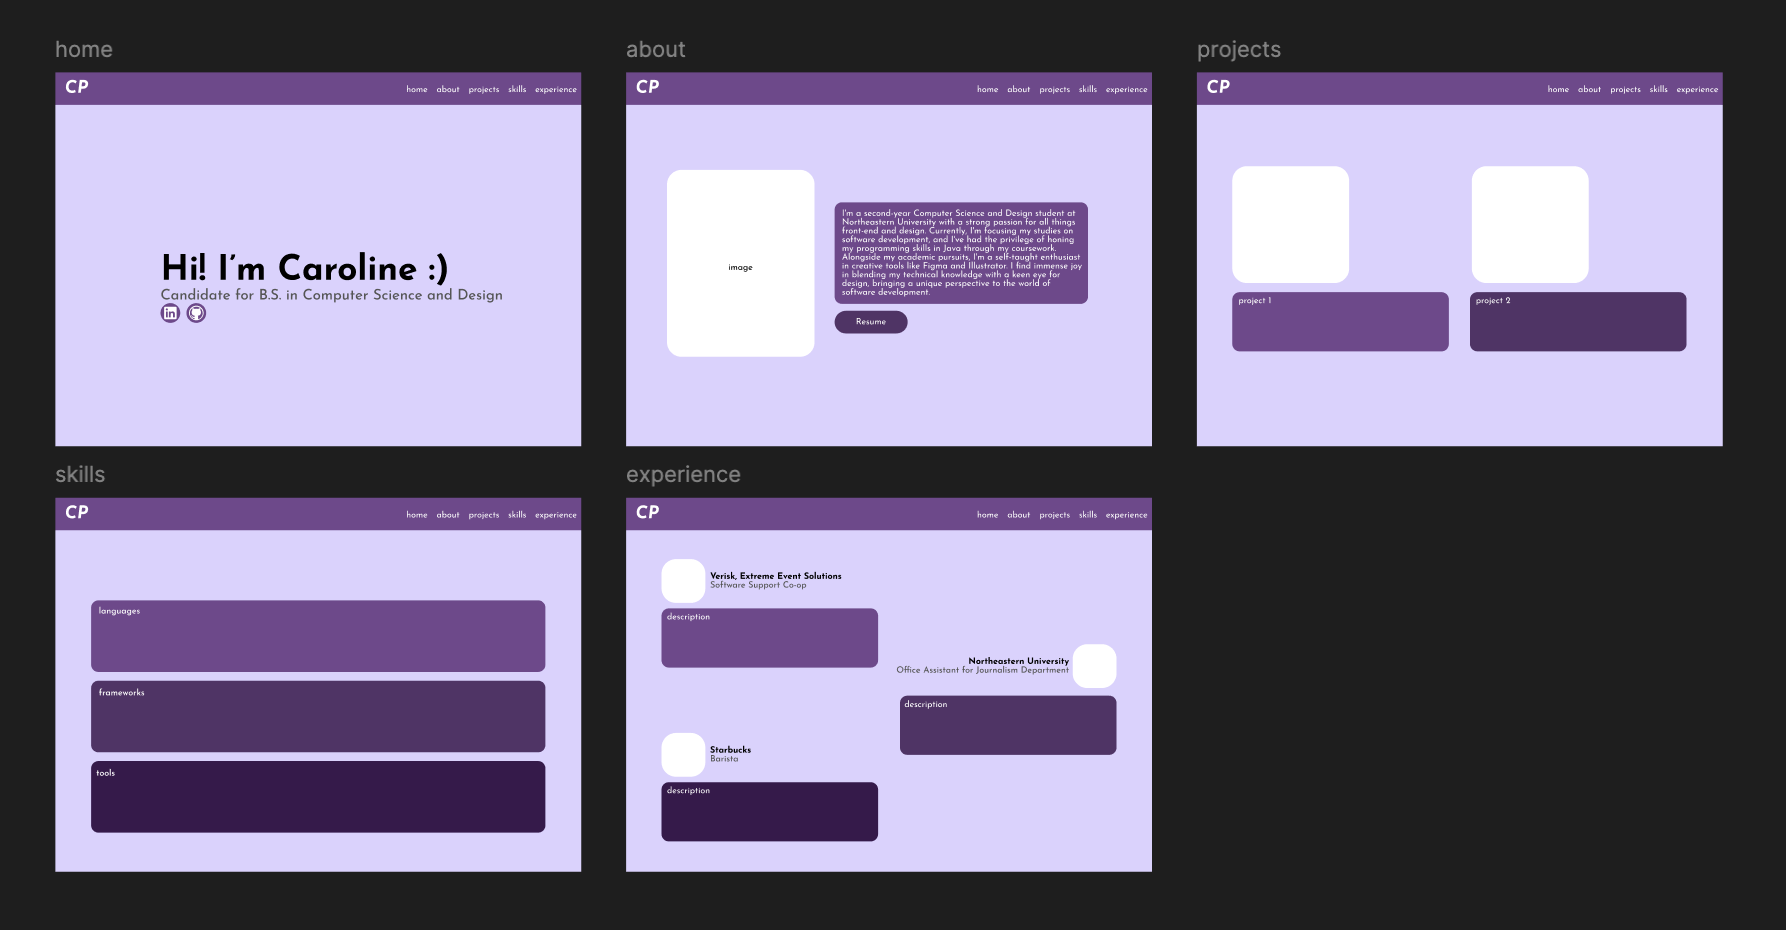 home
CP
home about projects skills experience
Hi! I'm Caroline :)
Candidate for B.S. in Computer Science and Design
in
about
CP
home about projects skills experience
image
I'm a second-year Computer Science and Design student at
Northeastern University with a strong passion for all things
front-end and design. Currently, I'm focusing my studies on
software development, and I've had the privilege of honing
my programming skills in Java through my coursework.
Alongside my academic pursuits, I'm a self-taught enthusiast
in creative tools like Figma and Illustrator. I find immense joy
in blending my technical knowledge with a keen eye for
design, bringing a unique perspective to the world of
software development.
Resume
projects
CP
home about projects skills experience
project 1
project 2
skills
CP
home about projects skills experience
languages
frameworks
tools
experience
CP
home about projects skills experience
Verisk, Extreme Event Solutions
Software Support Co-op
description
Northeastern University
Office Assistant for Journalism Department
description
Starbucks
Barista
description